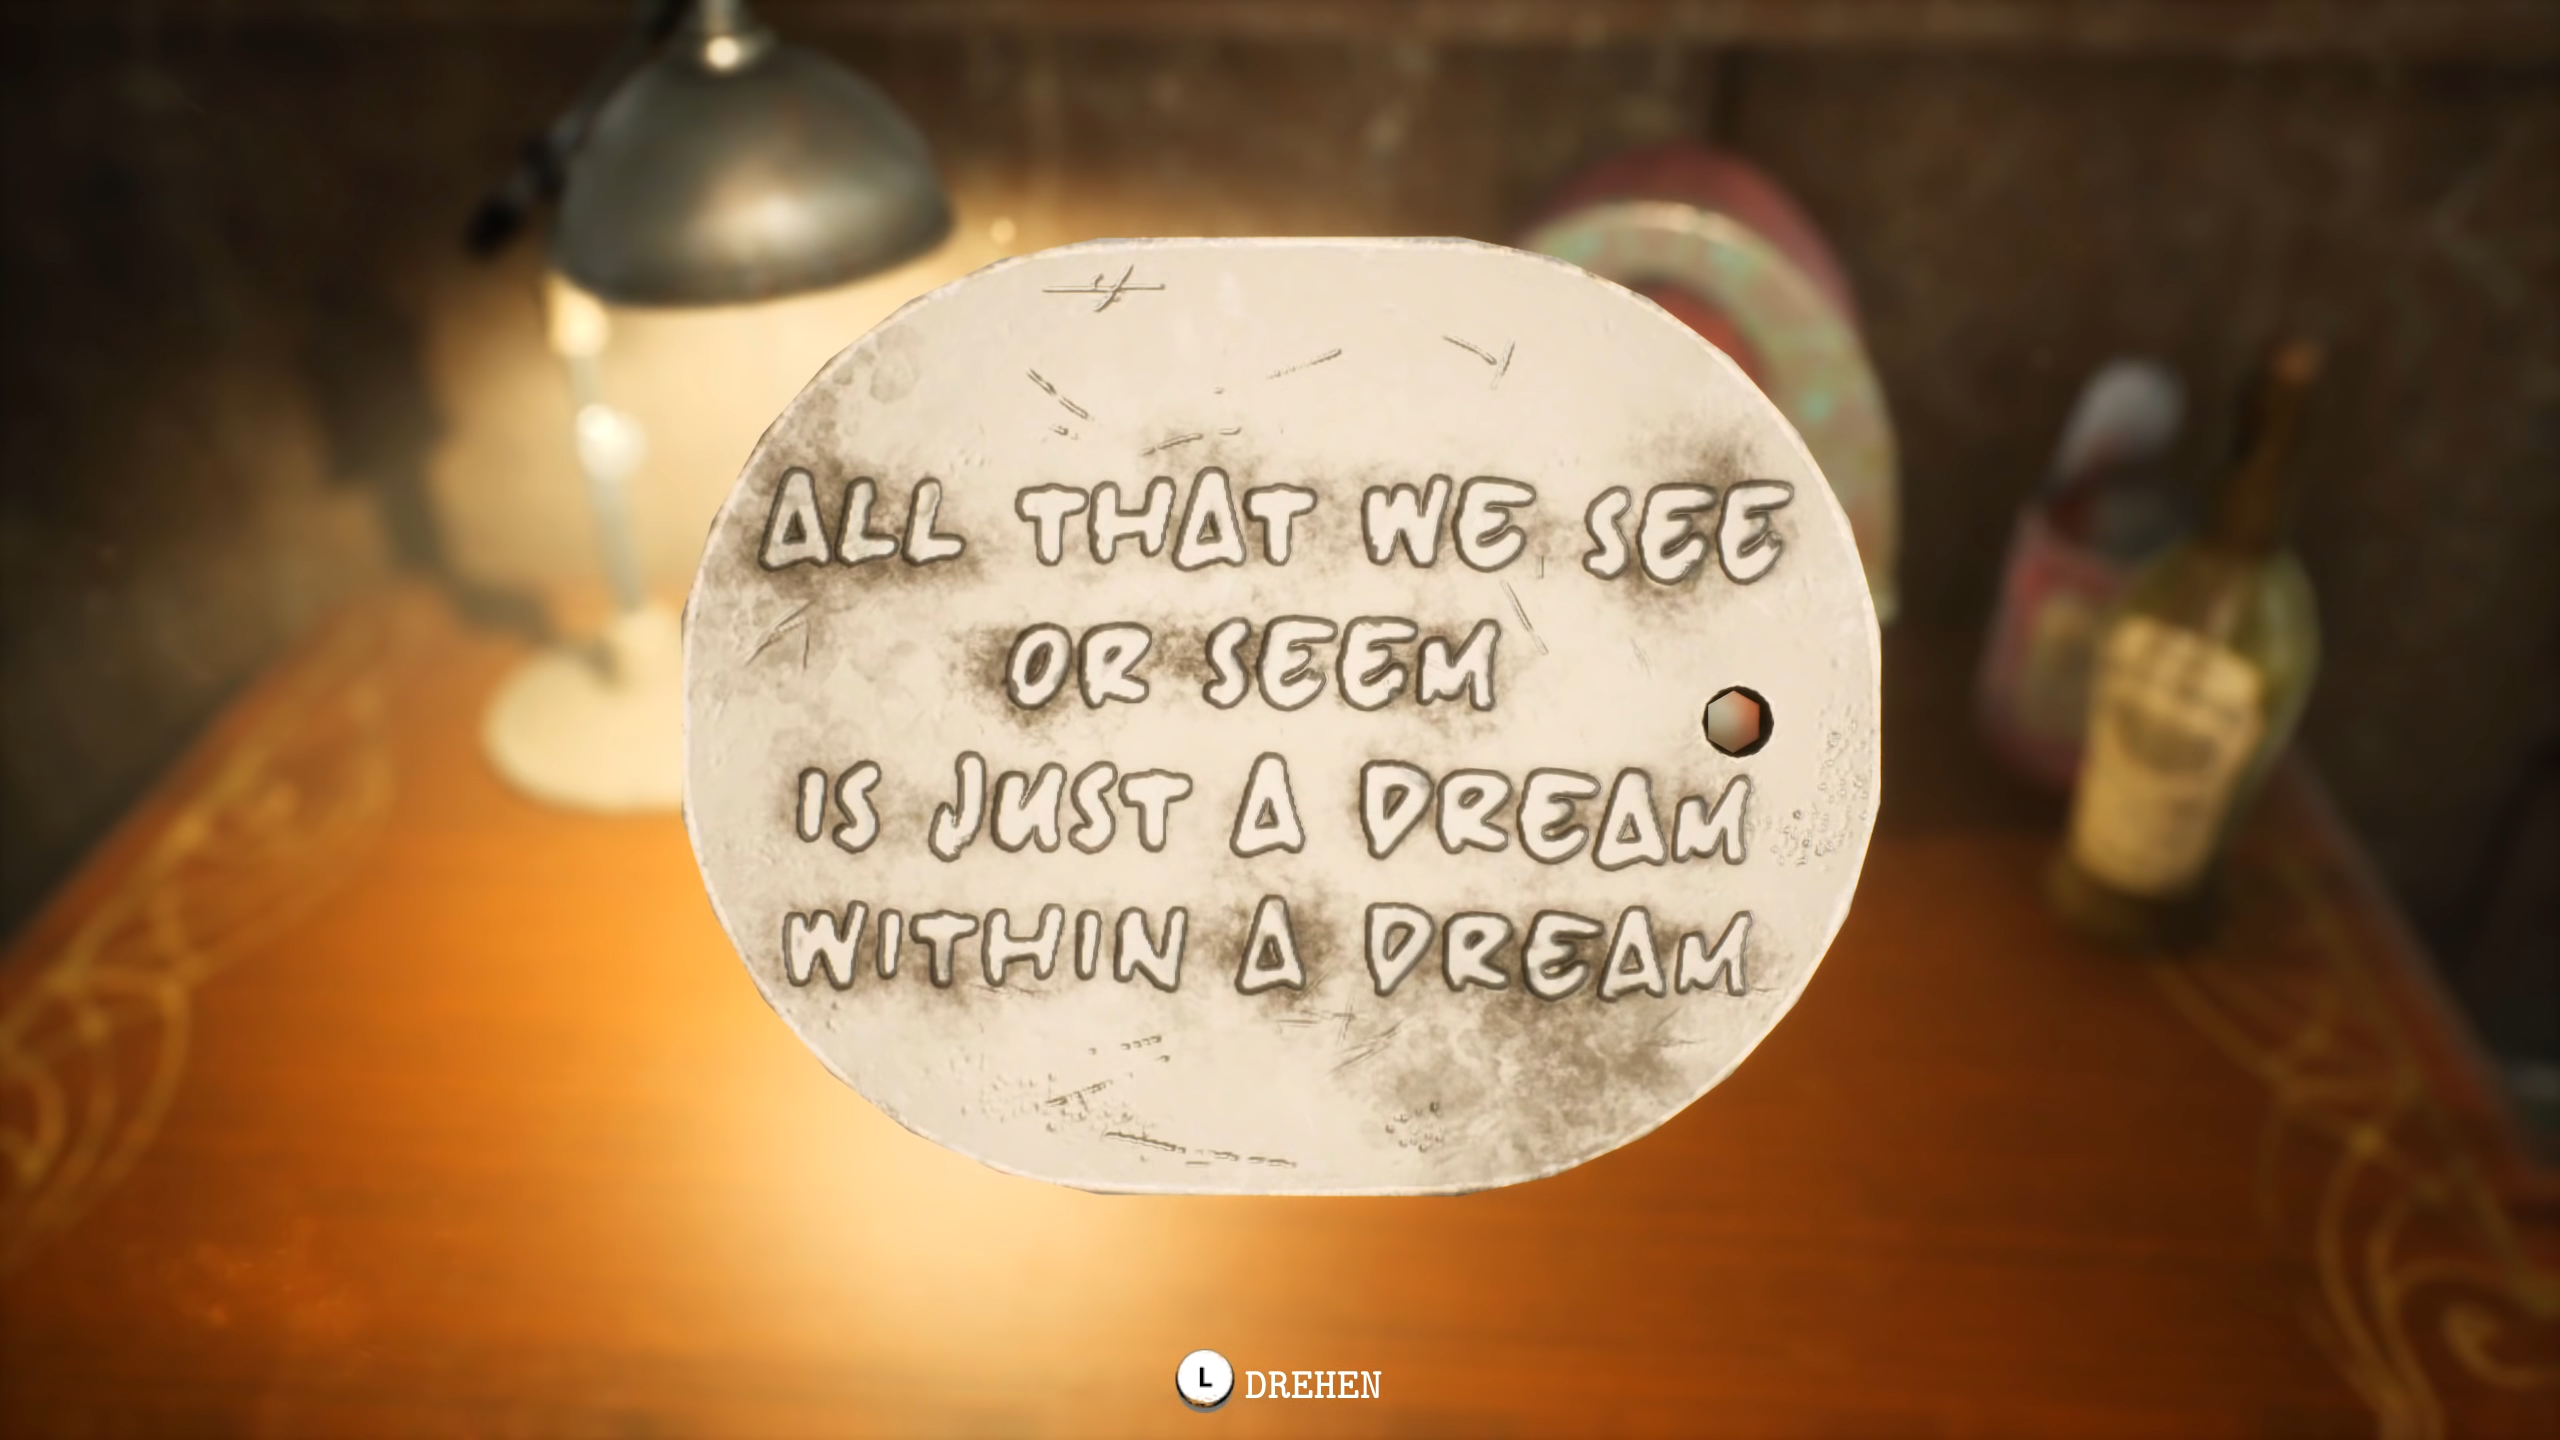 ALL THAT WE SEE
OR SEEM
IS JUST A DREAM
WITHIN A DREAM
L DREHEN